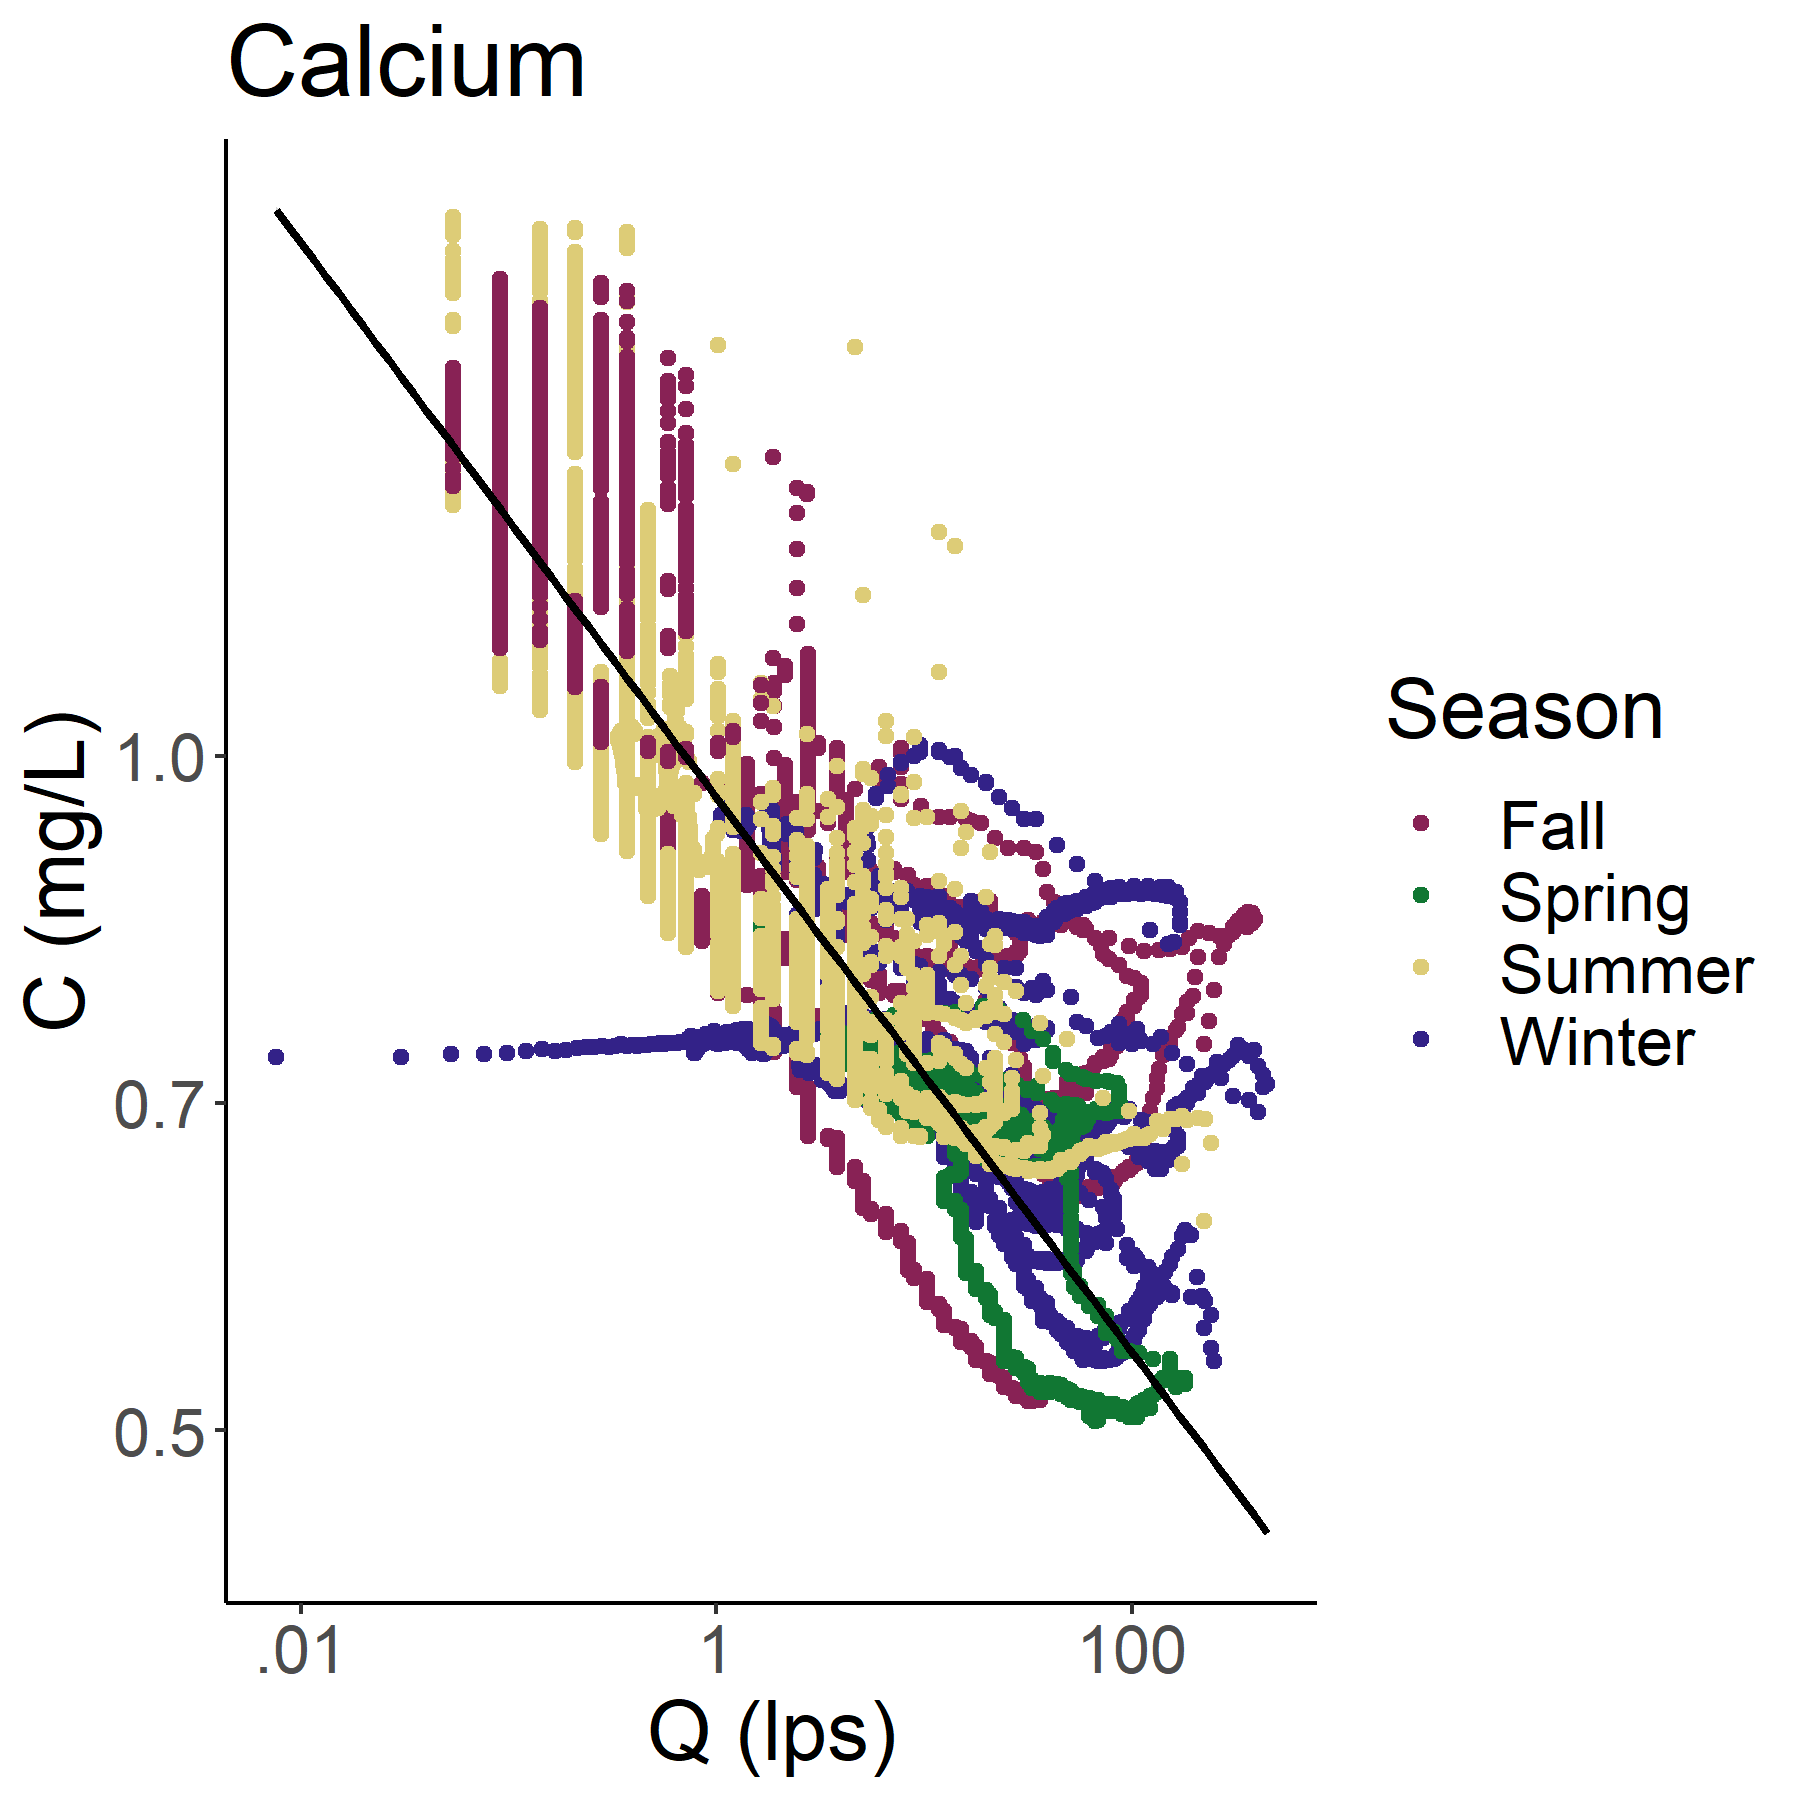 Calcium
C (mg/L)
1.0
0.7
0.5
.01
1
100
Q (lps)
Season
Fall
Spring
Summer
Winter